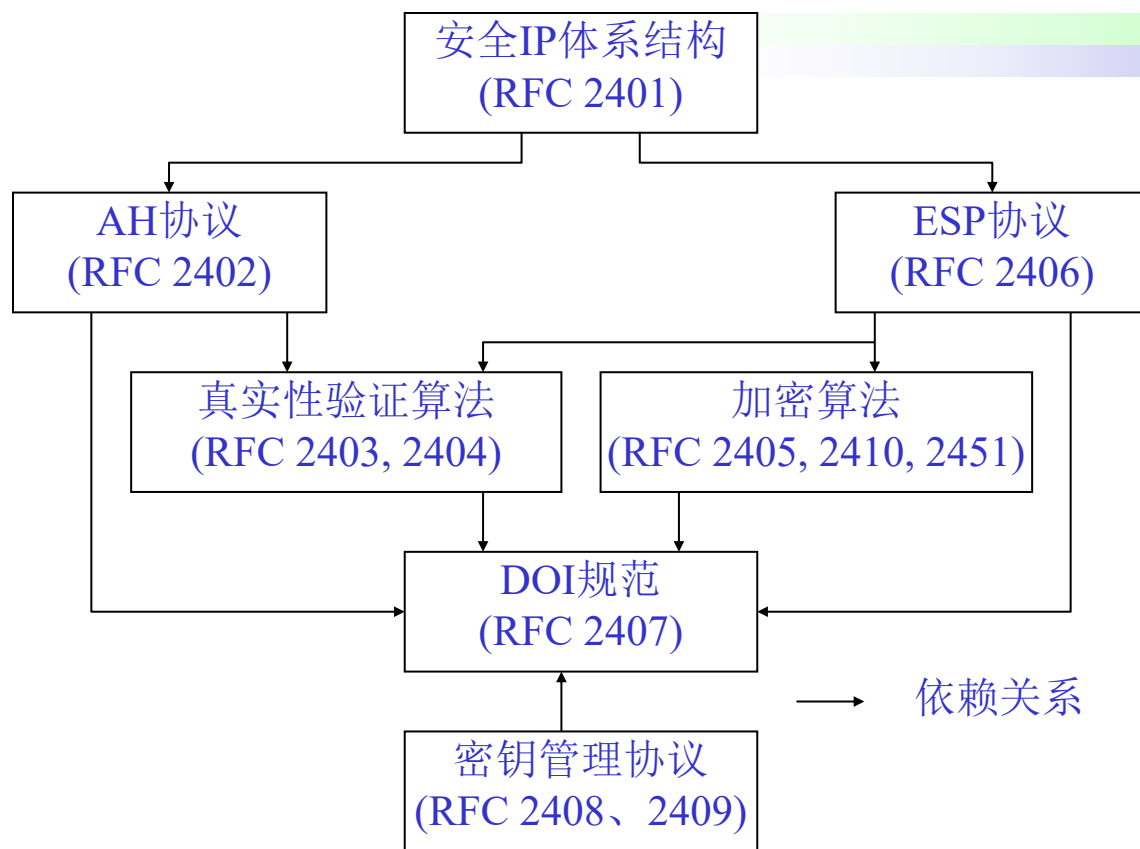 安全IP体系结构
(RFC 2401)
AH协议
(RFC 2402)
ESP协议
(RFC 2406)
真实性验证算法
(RFC 2403, 2404)
加密算法
(RFC 2405, 2410, 2451)
DOI规范
(RFC 2407)
依赖关系
密钥管理协议
(RFC 2408、2409)